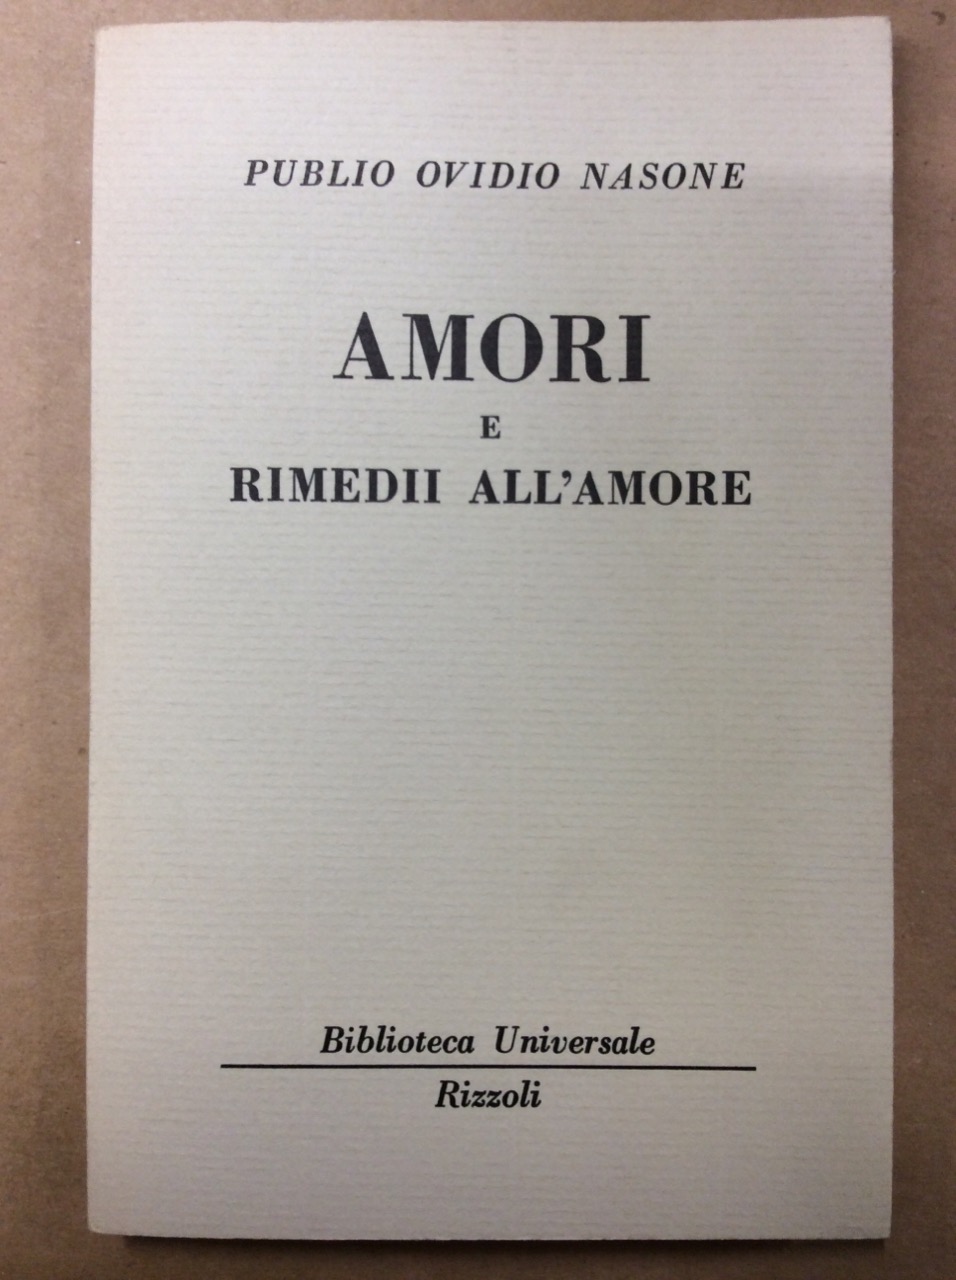 PUBLIO OVIDIO NASONE
AMORI
E
RIMEDII ALL'AMORE
Biblioteca Universale
Rizzoli